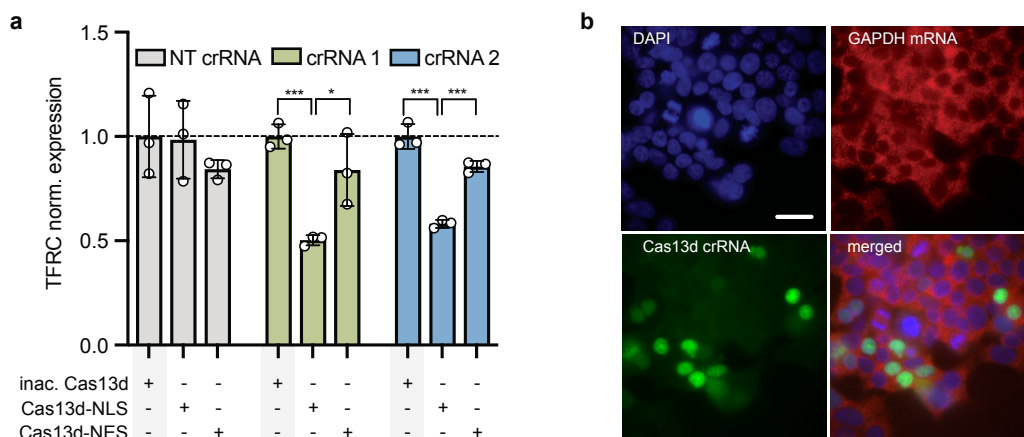 a
1.5
1.0
0.5
0.0
TFRC norm. expression
NT crRNA crRNA 1 crRNA 2
*** * *** ***
inac. Cas13d + - - + - - + - -
Cas13d-NLS - + - - + - - + -
Cas13d-NES - - + - - + - - +
b
DAPI
GAPDH mRNA
Cas13d crRNA
merged